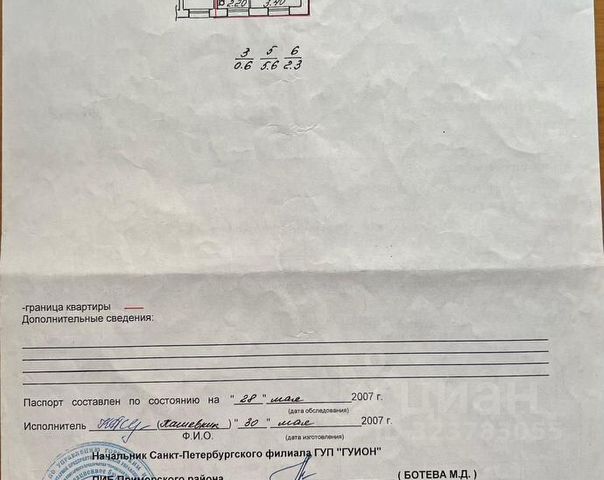 2.20 3.40
3 5 6
0.6 5.6 2.3
-граница квартиры
Дополнительные сведения:
Паспорт составлен по состоянию на "28" мая 2007 г.
(дата обследования)
Исполнитель ( ) "30" мая 2007 г.
Ф.И.О. (дата изготовления)
Начальник Санкт-Петербургского филиала ГУП "ГУИОН"
ПИБ Приморского района ( БОТЕВА М.Д. )
ЦИАН